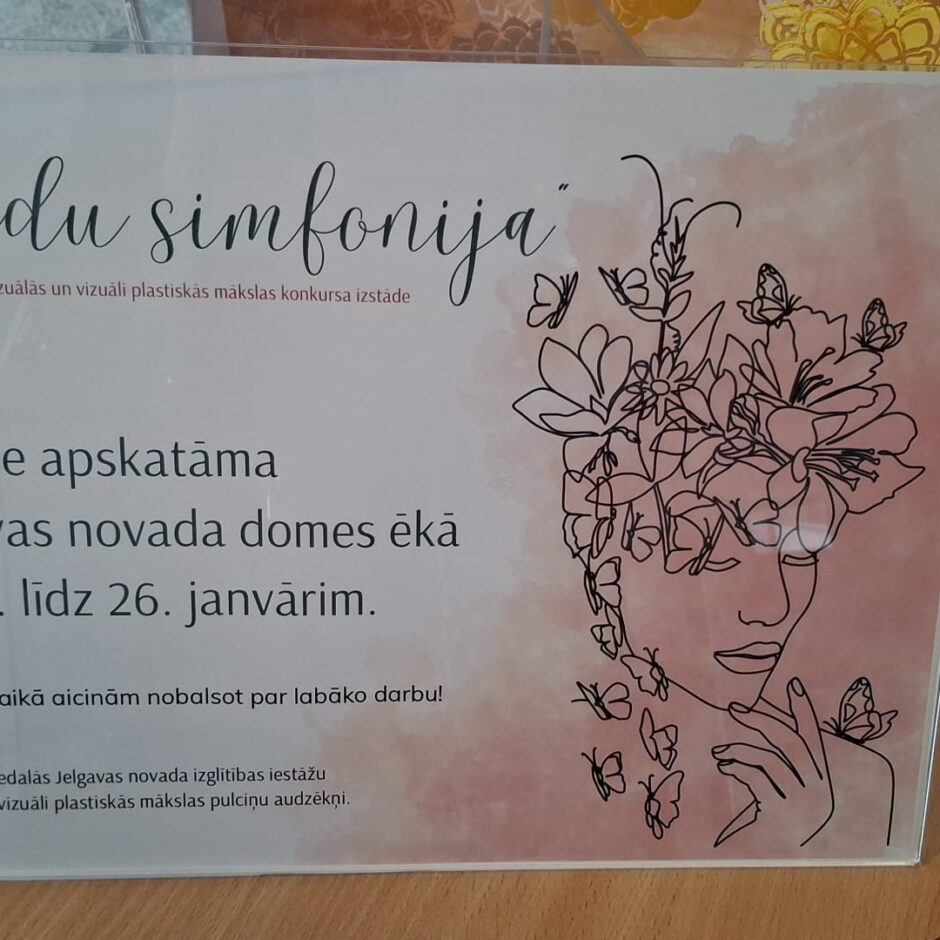 du simfonija"
zuālās un vizuāli plastiskās mākslas konkursa izstāde
e apskatāma
vas novada domes ēkā
. līdz 26. janvārim.
aikā aicinām nobalsot par labāko darbu!
edalās Jelgavas novada izglītības iestāžu
vizuāli plastiskās mākslas pulciņu audzēkņi.